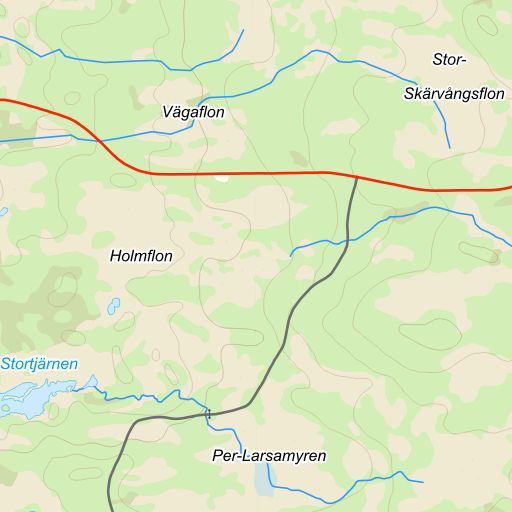 Stor-
Skärvångsflon
Vägaflon
Holmflon
Stortjärnen
Per-Larsamyren